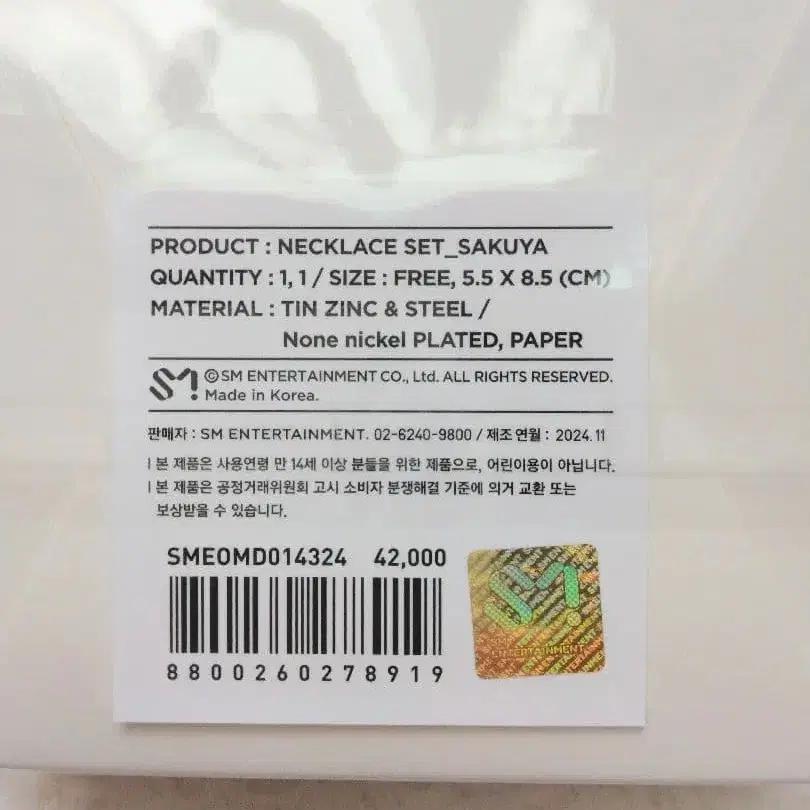 PRODUCT : NECKLACE SET_SAKUYA
QUANTITY : 1, 1 / SIZE : FREE, 5.5 X 8.5 (CM)
MATERIAL : TIN ZINC & STEEL /
None nickel PLATED, PAPER
SM! ©SM ENTERTAINMENT CO., Ltd. ALL RIGHTS RESERVED.
Made in Korea.
판매자 : SM ENTERTAINMENT. 02-6240-9800 / 제조연월 : 2024.11
| 본 제품은 사용연령 만 14세 이상 분들을 위한 제품으로, 어린이용이 아닙니다.
| 본 제품은 공정거래위원회 고시 소비자 분쟁해결 기준에 의거 교환 또는
보상받을 수 있습니다.
SMEOMD014324 42,000
8800260278919
SM
ENTERTAINMENT